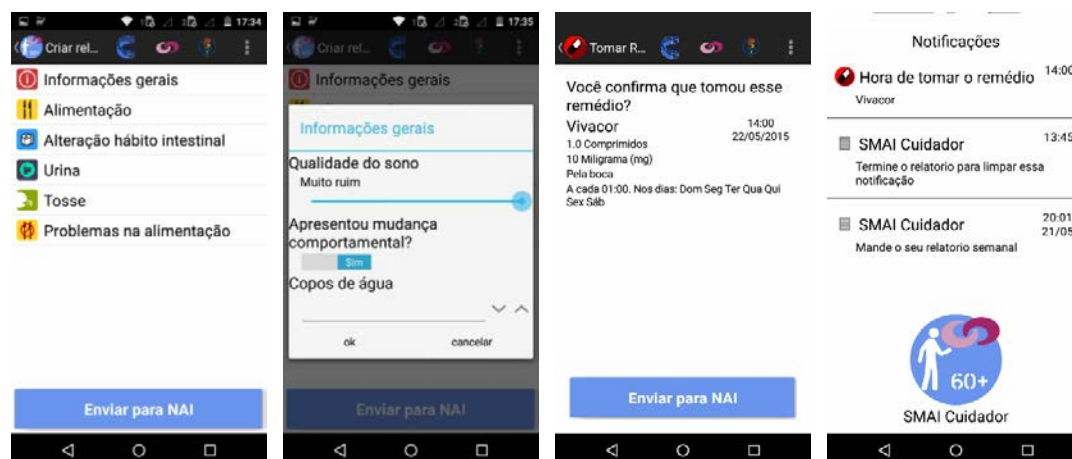 17:34
Criar rel...
Informações gerais
Alimentação
Alteração hábito intestinal
Urina
Tosse
Problemas na alimentação
Enviar para NAI
17:35
Criar rel...
Informações gerais
Informações gerais
Qualidade do sono
Muito ruim
Apresentou mudança
comportamental?
Sim
Copos de água
ok cancelar
Enviar para NAI
Tomar R...
Você confirma que tomou esse
remédio?
Vivacor 14:00
1.0 Comprimidos 22/05/2015
10 Miligrama (mg)
Pela boca
A cada 01:00. Nos dias: Dom Seg Ter Qua Qui
Sex Sáb
Enviar para NAI
Notificações
Hora de tomar o remédio 14:00
Vivacor
SMAI Cuidador 13:45
Termine o relatorio para limpar essa
notificação
SMAI Cuidador 20:01
21/05
Mande o seu relatorio semanal
60+
SMAI Cuidador